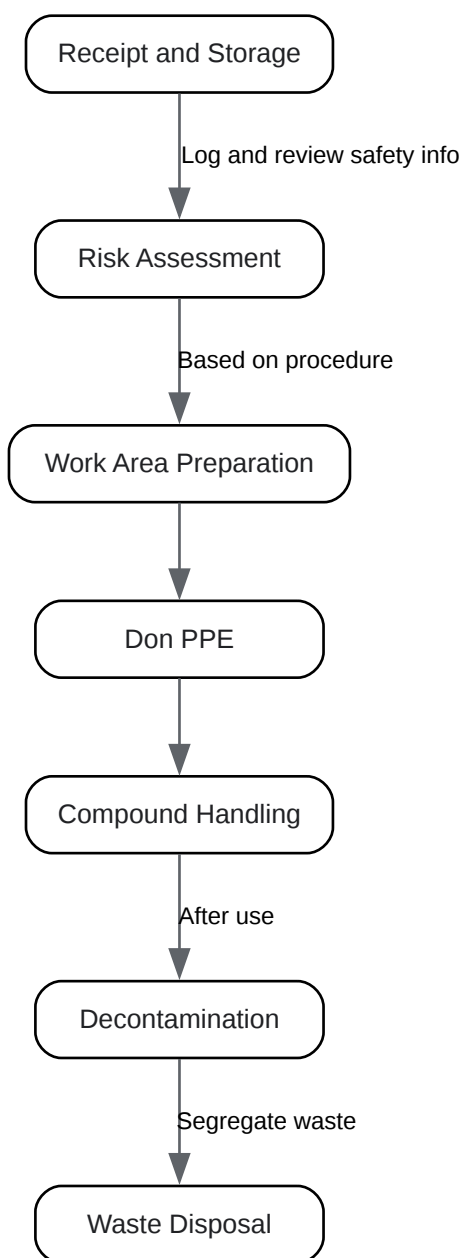 Receipt and Storage
Log and review safety info
Risk Assessment
Based on procedure
Work Area Preparation
Don PPE
Compound Handling
After use
Decontamination
Segregate waste
Waste Disposal